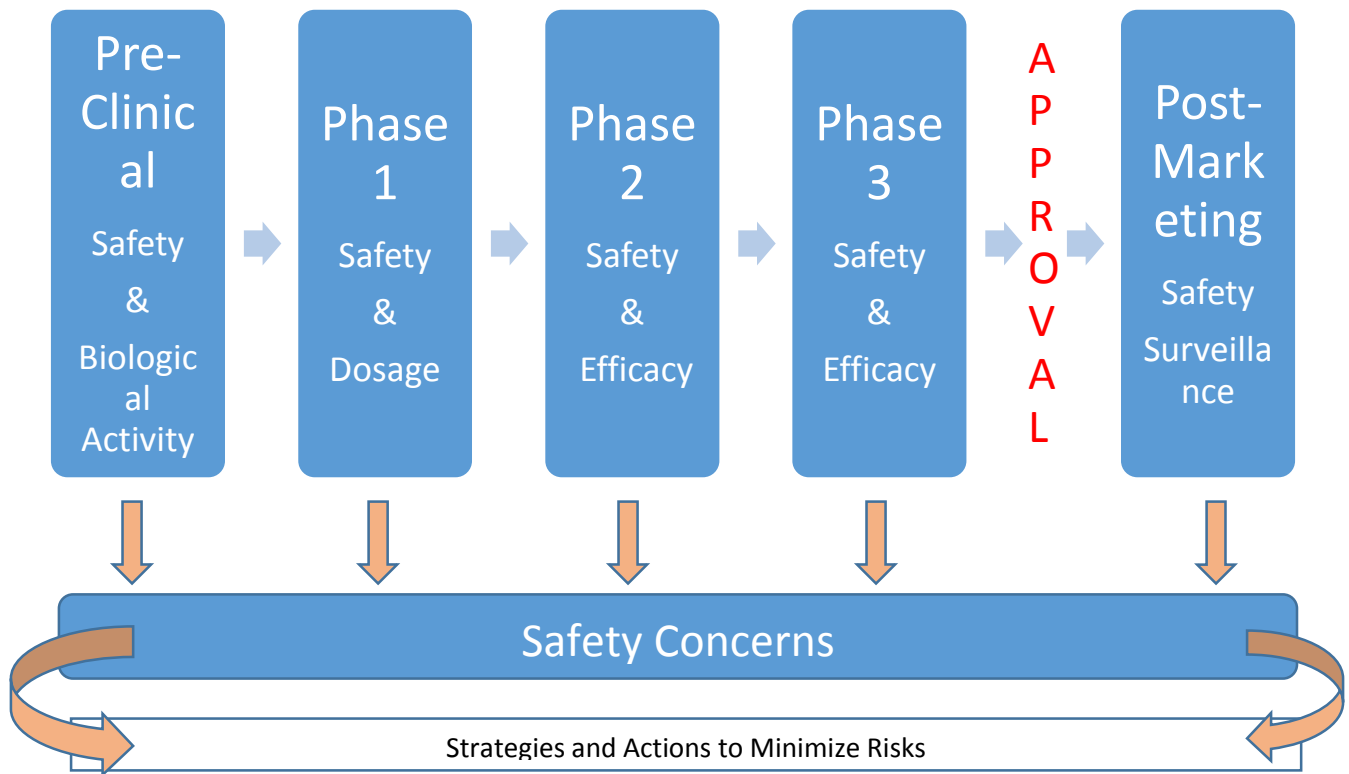 Pre-
Clinic
al
Safety
&
Biologic
al
Activity
Phase
1
Safety
&
Dosage
Phase
2
Safety
&
Efficacy
Phase
3
Safety
&
Efficacy
A
P
P
R
O
V
A
L
Post-
Mark
eting
Safety
Surveilla
nce
Safety Concerns
Strategies and Actions to Minimize Risks